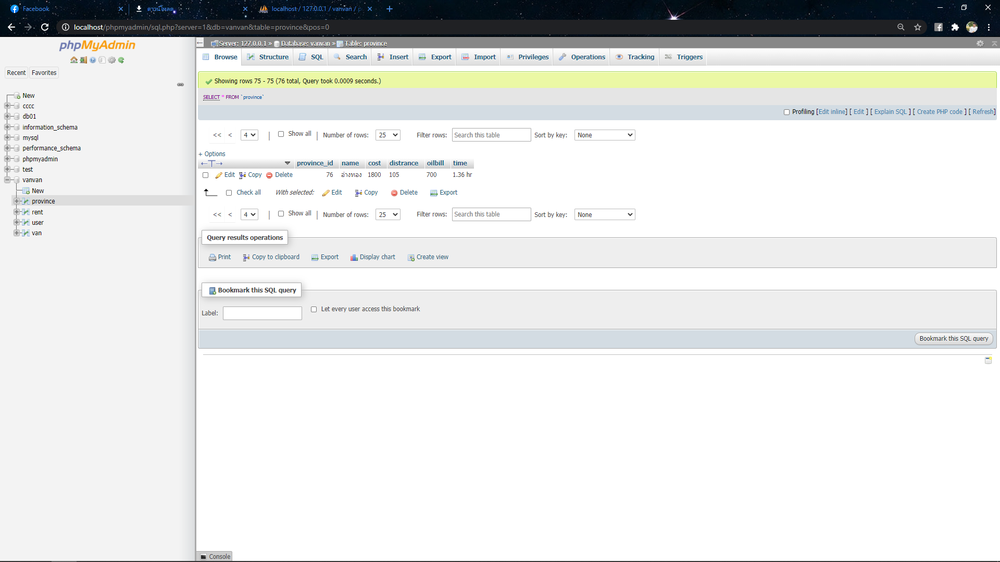 Facebook
ดาวน์โหลด
localhost / 127.0.0.1 / vanvan / p
localhost/phpmyadmin/sql.php?server=1&db=vanvan&table=province&pos=0
phpMyAdmin
Recent Favorites
New
cccc
db01
information_schema
mysql
performance_schema
phpmyadmin
test
vanvan
New
province
rent
user
van
Server: 127.0.0.1 » Database: vanvan » Table: province
Browse Structure SQL Search Insert Export Import Privileges Operations Tracking Triggers
Showing rows 75 - 75 (76 total, Query took 0.0009 seconds.)
SELECT * FROM `province`
Profiling [Edit inline] [ Edit ] [ Explain SQL ] [ Create PHP code ] [ Refresh]
<< < 4 | Show all | Number of rows: 25 Filter rows: Search this table Sort by key: None
+ Options
←T→ province_id name cost distrance oilbill time
Edit Copy Delete 76 อ่างทอง 1800 105 700 1.36 hr
Check all With selected: Edit Copy Delete Export
<< < 4 | Show all | Number of rows: 25 Filter rows: Search this table Sort by key: None
Query results operations
Print Copy to clipboard Export Display chart Create view
Bookmark this SQL query
Label: Let every user access this bookmark
Bookmark this SQL query
Console